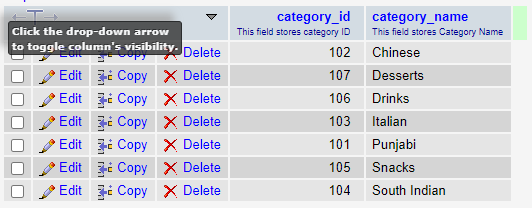 category_id category_name
This field stores category ID This field stores Category Name
Click the drop-down arrow
to toggle column's visibility.
Edit Copy Delete 102 Chinese
Edit Copy Delete 107 Desserts
Edit Copy Delete 106 Drinks
Edit Copy Delete 103 Italian
Edit Copy Delete 101 Punjabi
Edit Copy Delete 105 Snacks
Edit Copy Delete 104 South Indian